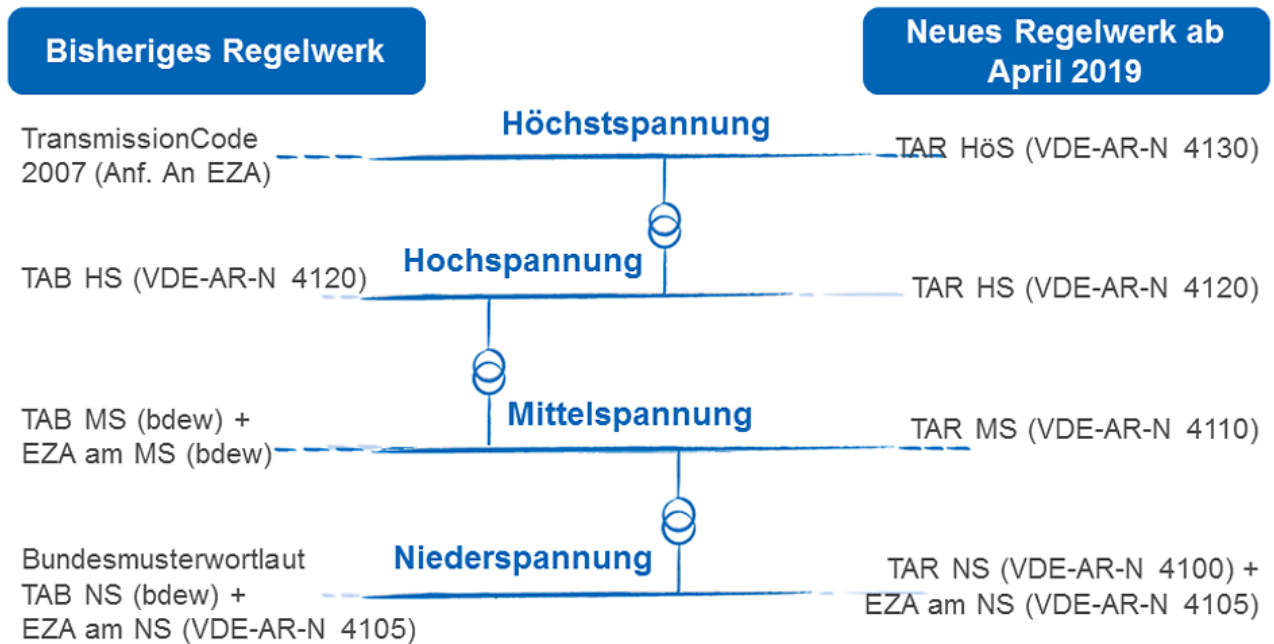 Bisheriges Regelwerk
Neues Regelwerk ab
April 2019
Höchstspannung
TransmissionCode
2007 (Anf. An EZA)
TAR HöS (VDE-AR-N 4130)
Hochspannung
TAB HS (VDE-AR-N 4120)
TAR HS (VDE-AR-N 4120)
Mittelspannung
TAB MS (bdew) +
EZA am MS (bdew)
TAR MS (VDE-AR-N 4110)
Niederspannung
Bundesmusterwortlaut
TAB NS (bdew) +
EZA am NS (VDE-AR-N 4105)
TAR NS (VDE-AR-N 4100) +
EZA am NS (VDE-AR-N 4105)